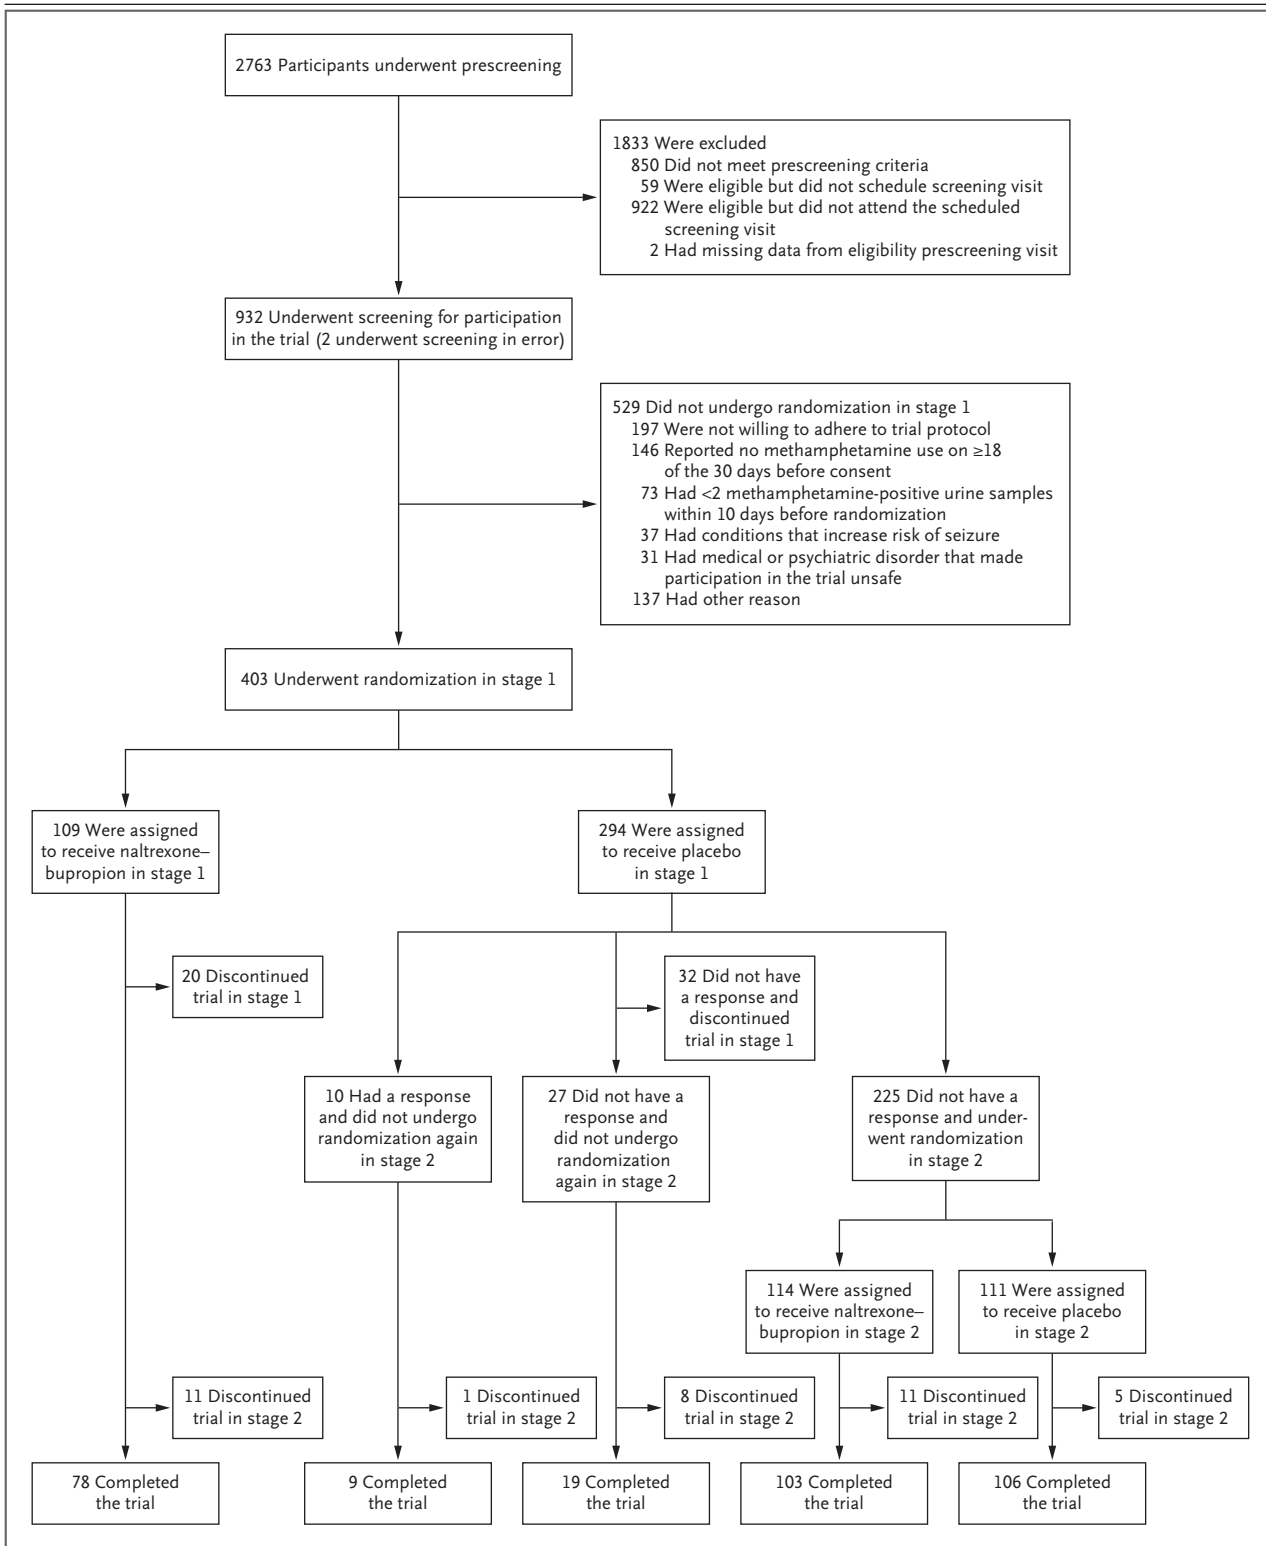 2763 Participants underwent prescreening
1833 Were excluded
850 Did not meet prescreening criteria
59 Were eligible but did not schedule screening visit
922 Were eligible but did not attend the scheduled
screening visit
2 Had missing data from eligibility prescreening visit
932 Underwent screening for participation
in the trial (2 underwent screening in error)
529 Did not undergo randomization in stage 1
197 Were not willing to adhere to trial protocol
146 Reported no methamphetamine use on ≥18
of the 30 days before consent
73 Had <2 methamphetamine-positive urine samples
within 10 days before randomization
37 Had conditions that increase risk of seizure
31 Had medical or psychiatric disorder that made
participation in the trial unsafe
137 Had other reason
403 Underwent randomization in stage 1
109 Were assigned
to receive naltrexone–
bupropion in stage 1
294 Were assigned
to receive placebo
in stage 1
20 Discontinued
trial in stage 1
32 Did not have
a response and
discontinued
trial in stage 1
10 Had a response
and did not undergo
randomization again
in stage 2
27 Did not have a
response and
did not undergo
randomization
again in stage 2
225 Did not have a
response and under-
went randomization
in stage 2
114 Were assigned
to receive naltrexone–
bupropion in stage 2
111 Were assigned
to receive placebo
in stage 2
11 Discontinued
trial in stage 2
1 Discontinued
trial in stage 2
8 Discontinued
trial in stage 2
11 Discontinued
trial in stage 2
5 Discontinued
trial in stage 2
78 Completed
the trial
9 Completed
the trial
19 Completed
the trial
103 Completed
the trial
106 Completed
the trial